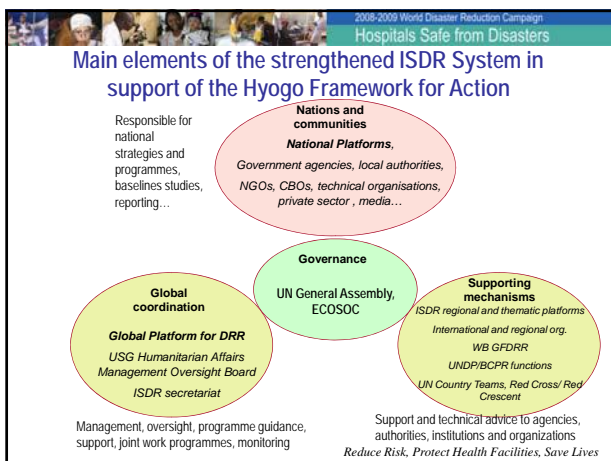 2008-2009 World Disaster Reduction Campaign
Hospitals Safe from Disasters
Main elements of the strengthened ISDR System in
support of the Hyogo Framework for Action
Responsible for
national
strategies and
programmes,
baselines studies,
reporting…
Nations and
communities
National Platforms,
Government agencies, local authorities,
NGOs, CBOs, technical organisations,
private sector , media…
Governance
UN General Assembly,
ECOSOC
Global
coordination
Global Platform for DRR
USG Humanitarian Affairs
Management Oversight Board
ISDR secretariat
Supporting
mechanisms
ISDR regional and thematic platforms
International and regional org.
WB GFDRR
UNDP/BCPR functions
UN Country Teams, Red Cross/ Red
Crescent
Management, oversight, programme guidance,
support, joint work programmes, monitoring
Support and technical advice to agencies,
authorities, institutions and organizations
Reduce Risk, Protect Health Facilities, Save Lives